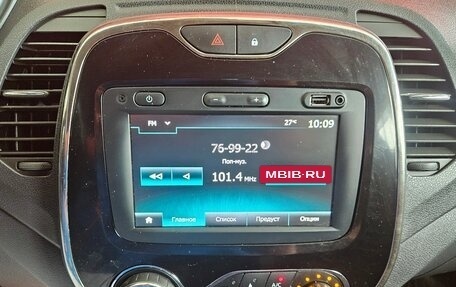 FM 27°C 10:09
76-99-22
Поп-муз.
101.4 MHz
MBIB·RU
Главное Список Предуст Опции
A/C